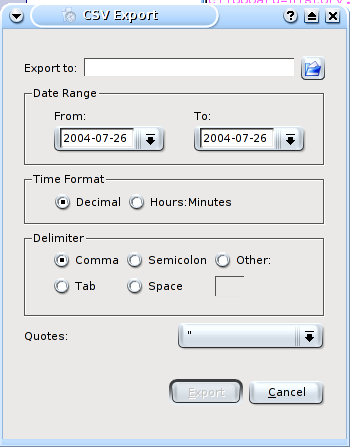 CSV Export
Export to:
Date Range
From: To:
2004-07-26 2004-07-26
Time Format
Decimal Hours:Minutes
Delimiter
Comma Semicolon Other:
Tab Space
Quotes: "
Export Cancel